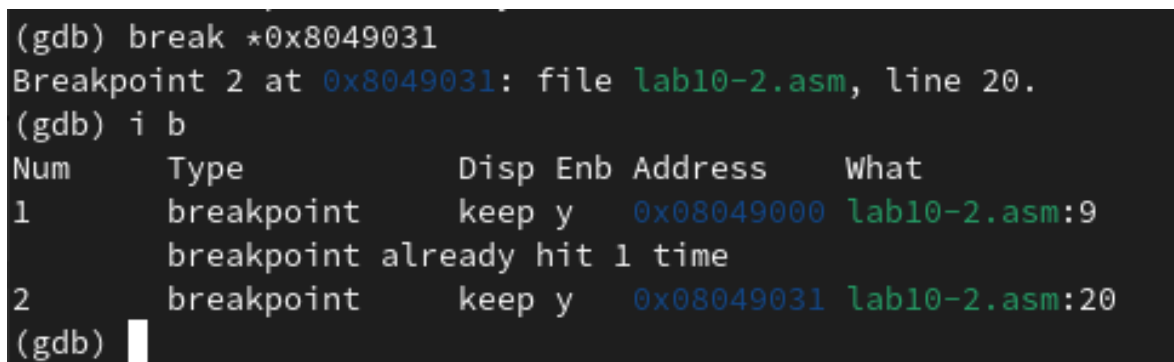 (gdb) break *0x8049031
Breakpoint 2 at 0x8049031: file lab10-2.asm, line 20.
(gdb) i b
Num     Type           Disp Enb Address    What
1       breakpoint     keep y   0x08049000 lab10-2.asm:9
        breakpoint already hit 1 time
2       breakpoint     keep y   0x08049031 lab10-2.asm:20
(gdb)